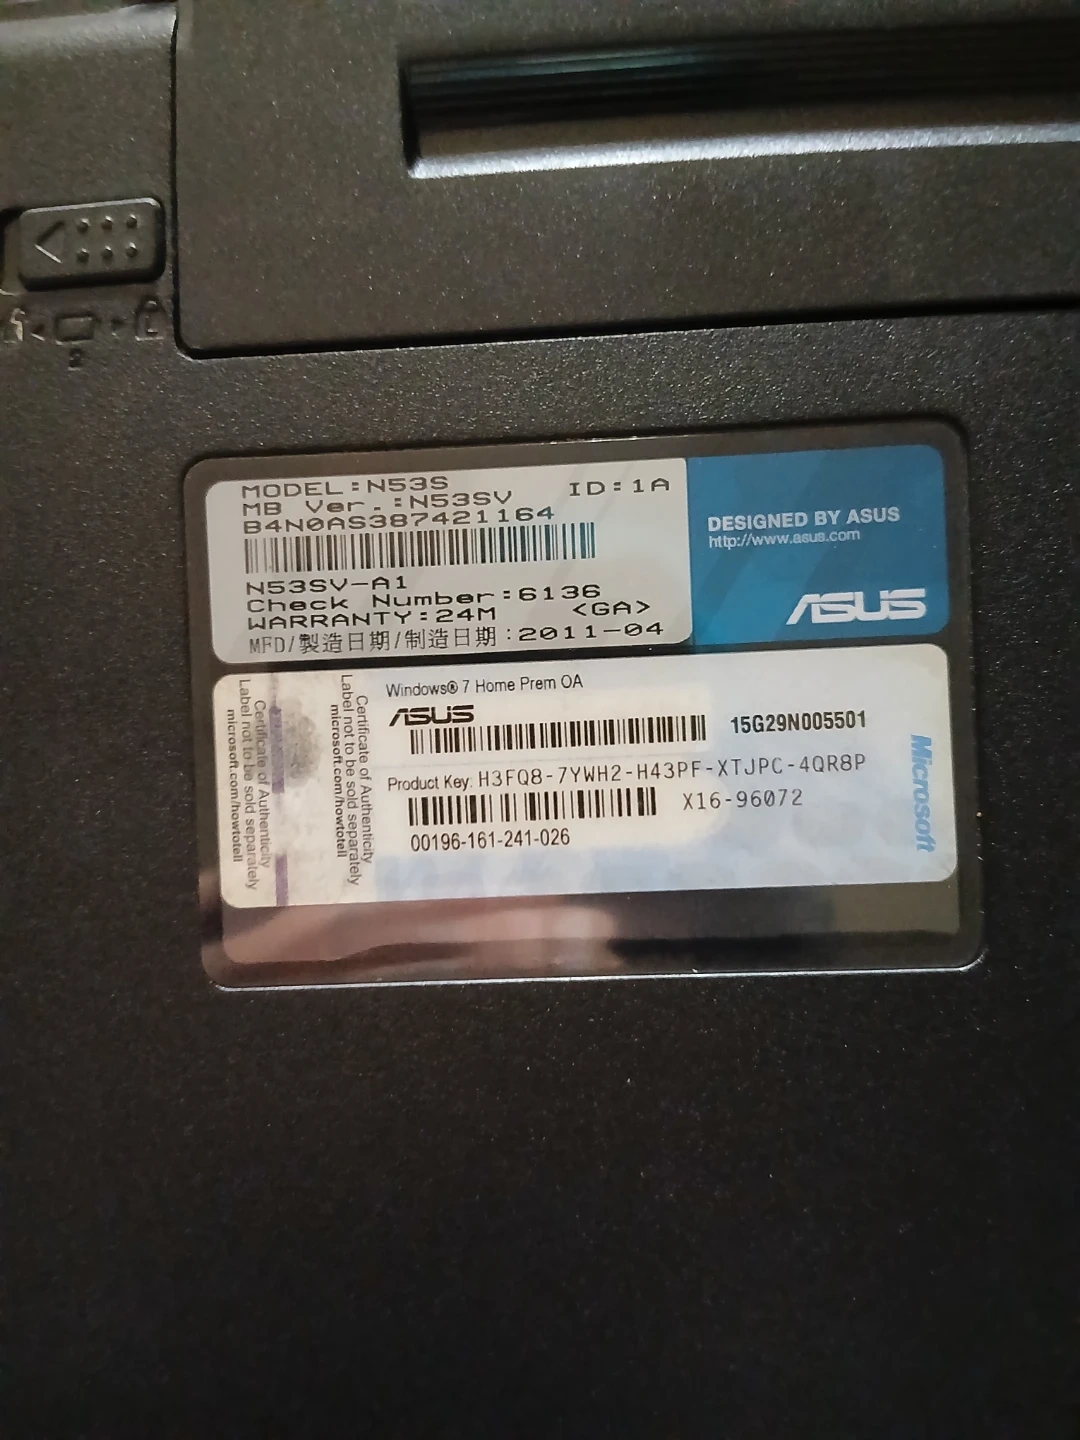 MODEL:N53S ID:1A
MB Ver.:N53SV
B4N0AS387421164
N53SV-A1
Check Number:6136
WARRANTY:24M <GA>
MFD/製造日期/制造日期:2011-04
DESIGNED BY ASUS
http://www.asus.com
ASUS
Certificate of Authenticity
Label not to be sold separately
microsoft.com/howtotell
Certificate of Authenticity
Label not to be sold separately
microsoft.com/howtotell
Windows® 7 Home Prem OA
ASUS
15G29N005501
Product Key: H3FQ8-7YWH2-H43PF-XTJPC-4QR8P
X16-96072
00196-161-241-026
Microsoft
2